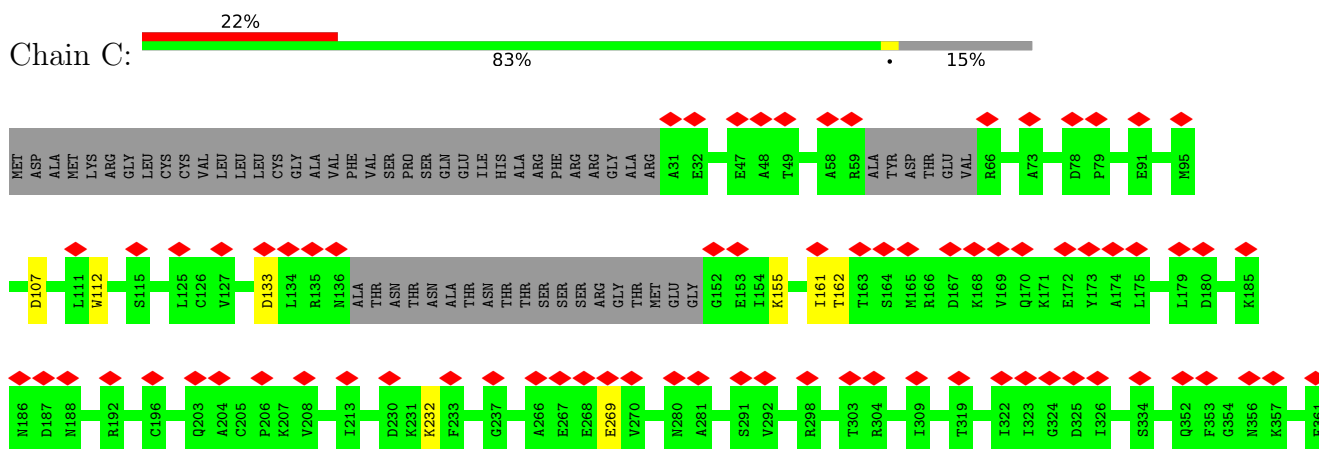 22%
Chain C:
83% • 15%
MET ASP ALA MET LYS ARG GLY LEU CYS CYS VAL LEU LEU LEU CYS GLY ALA VAL PHE VAL SER PRO SER GLN GLU ILE HIS ALA ARG PHE ARG ARG GLY ALA ARG A31 E32 E47 A48 T49 A58 R59 ALA TYR ASP THR GLU VAL R66 A73 D78 P79 E91 M95
D107 L111 W112 S115 L125 C126 V127 D133 L134 R135 N136 ALA THR ASN THR ASN ALA THR ASN THR THR SER SER SER ARG GLY THR MET GLU GLY G152 E153 I154 K155 I161 T162 T163 S164 M165 R166 D167 K168 V169 Q170 K171 E172 Y173 A174 L175 L179 D180 K185
N186 D187 N188 R192 C196 Q203 A204 C205 P206 K207 V208 I213 D230 K231 K232 F233 G237 A266 E267 E268 E269 V270 N280 A281 S291 V292 R298 T303 R304 I309 T319 I322 I323 G324 D325 I326 S334 Q352 F353 G354 N356 K357